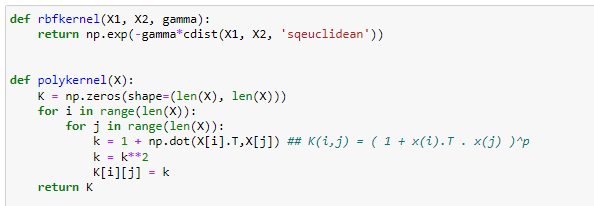 def rbfkernel(X1, X2, gamma):
    return np.exp(-gamma*cdist(X1, X2, 'sqeuclidean'))
def polykernel(X):
    K = np.zeros(shape=(len(X), len(X)))
    for i in range(len(X)):
        for j in range(len(X)):
            k = 1 + np.dot(X[i].T,X[j]) ## K(i,j) = ( 1 + x(i).T . x(j) )^p
            k = k**2
            K[i][j] = k
    return K